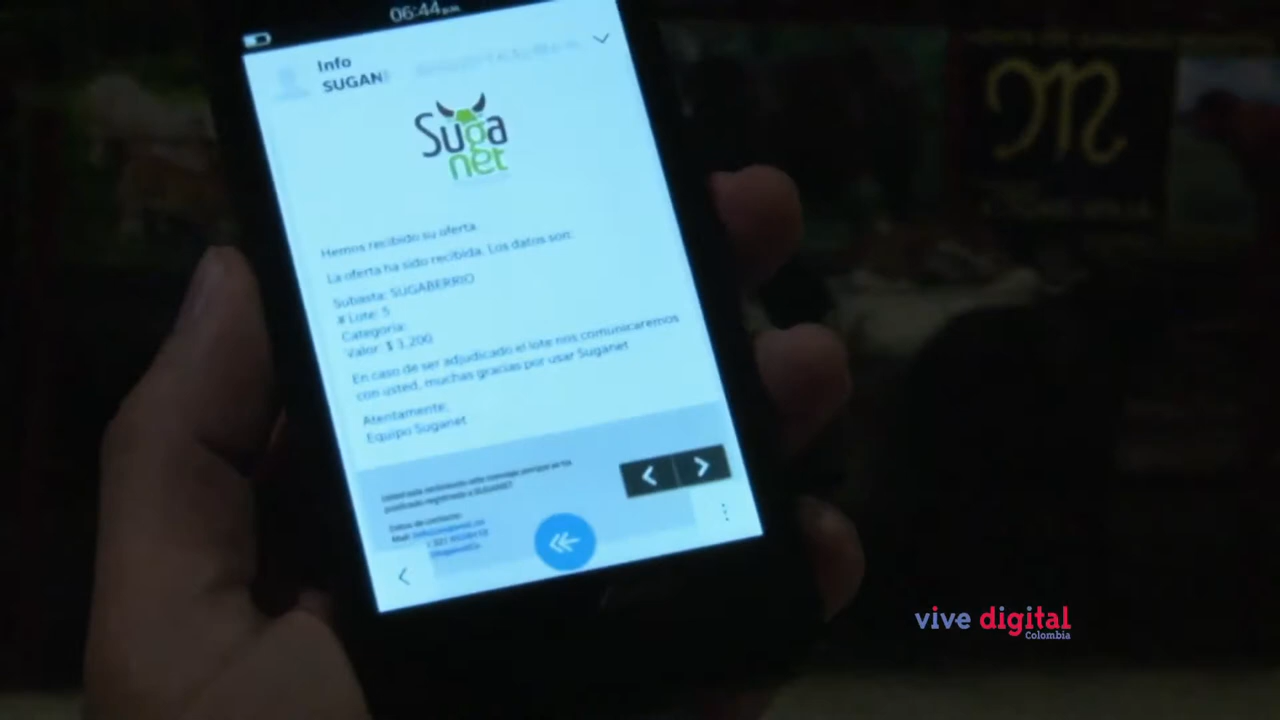 06:44 p.m.
Info
SUGAN
Suga
net
Hemos recibido su oferta.
La oferta ha sido recibida. Los datos son:
Subasta: SUGABERRIO
# Lote: 5
Categoria:
Valor: $ 3,200
En caso de ser adjudicado el lote nos comunicaremos
con usted, muchas gracias por usar Suganet
Atentamente,
Equipo Suganet
Datos de contacto:
Mail:
vive digital
Colombia